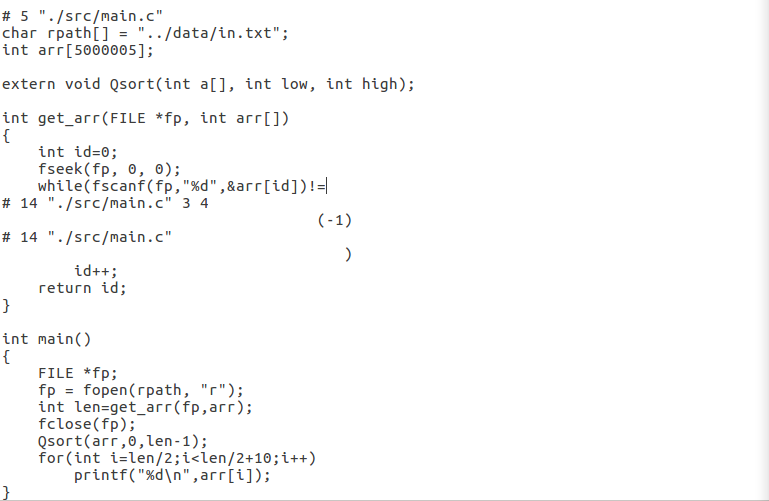 # 5 "./src/main.c"
char rpath[] = "../data/in.txt";
int arr[5000005];

extern void Qsort(int a[], int low, int high);

int get_arr(FILE *fp, int arr[])
{
    int id=0;
    fseek(fp, 0, 0);
    while(fscanf(fp,"%d",&arr[id])!=
# 14 "./src/main.c" 3 4
                                   (-1)
# 14 "./src/main.c"
                                      )
        id++;
    return id;
}

int main()
{
    FILE *fp;
    fp = fopen(rpath, "r");
    int len=get_arr(fp,arr);
    fclose(fp);
    Qsort(arr,0,len-1);
    for(int i=len/2;i<len/2+10;i++)
        printf("%d\n",arr[i]);
}